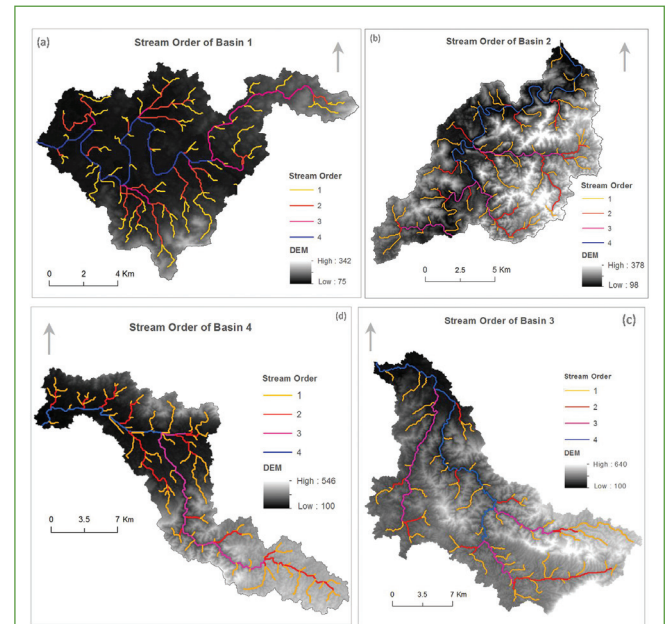 (a)
Stream Order of Basin 1
Stream Order
1
2
3
4
DEM
High : 342
Low : 75
0 2 4 Km
(b)
Stream Order of Basin 2
Stream Order
1
2
3
4
DEM
High : 378
Low : 98
0 2.5 5 Km
(d)
Stream Order of Basin 4
Stream Order
1
2
3
4
DEM
High : 546
Low : 100
0 3.5 7 Km
(c)
Stream Order of Basin 3
Stream Order
1
2
3
4
DEM
High : 640
Low : 100
0 3.5 7 Km